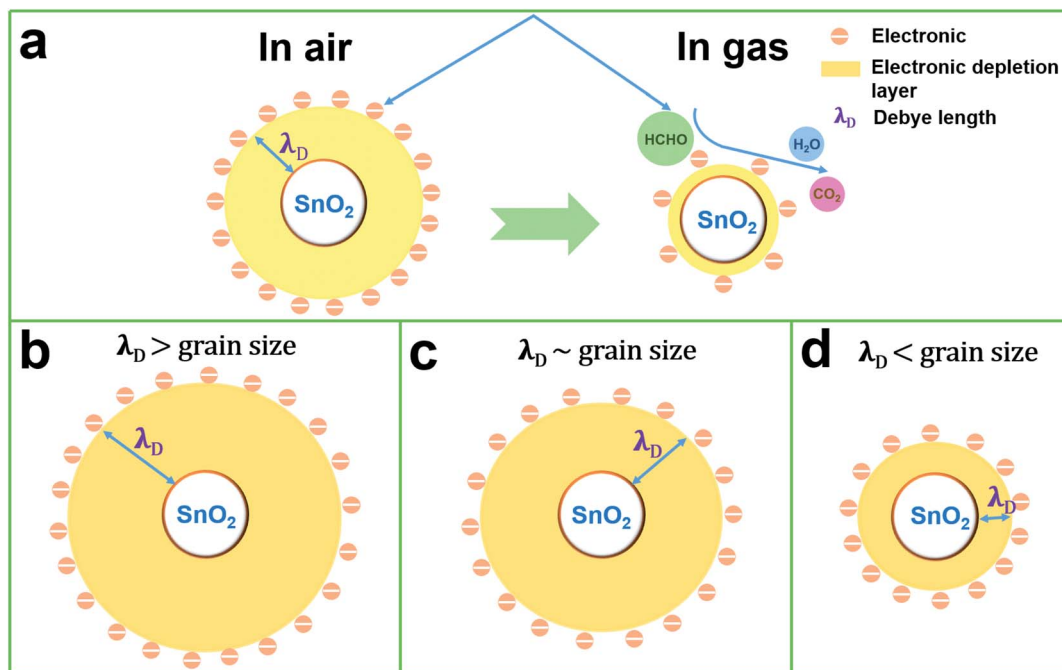 a
In air
In gas
Electronic
Electronic depletion
layer
λD Debye length
λD
SnO2
HCHO
H2O
CO2
SnO2
b
λD > grain size
λD
SnO2
c
λD ~ grain size
λD
SnO2
d
λD < grain size
λD
SnO2